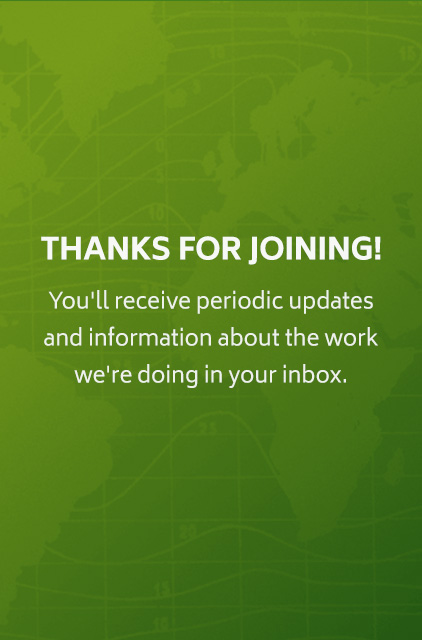 THANKS FOR JOINING!
You'll receive periodic updates
and information about the work
we're doing in your inbox.